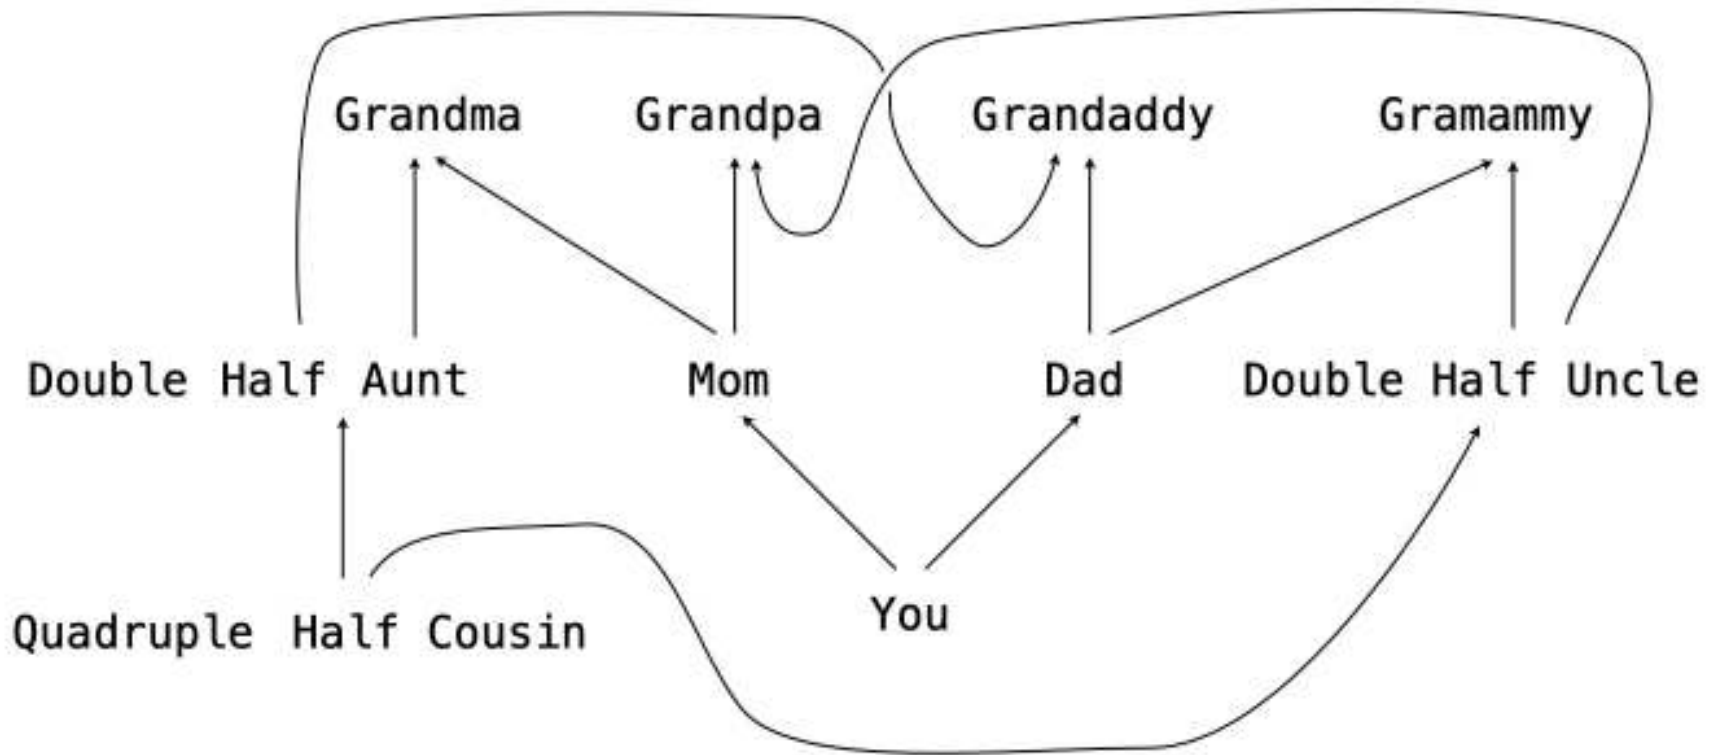 Grandma Grandpa Grandaddy Gramammy
Double Half Aunt Mom Dad Double Half Uncle
Quadruple Half Cousin You